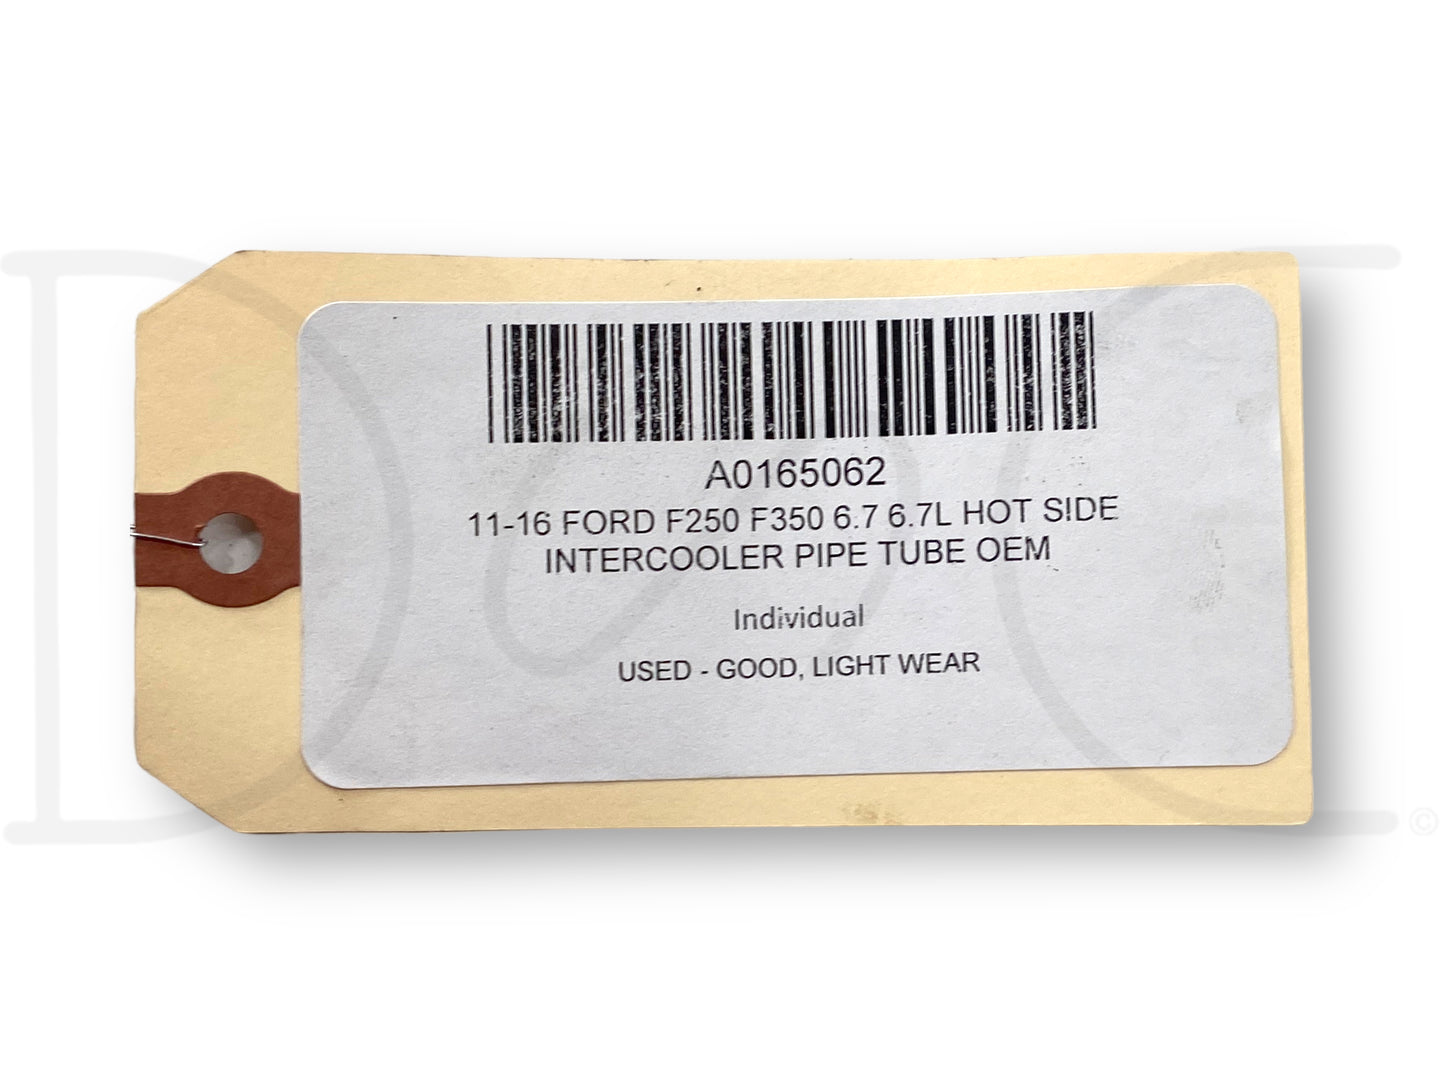 A0165062
11-16 FORD F250 F350 6.7 6.7L HOT SIDE
INTERCOOLER PIPE TUBE OEM
Individual
USED - GOOD, LIGHT WEAR
©